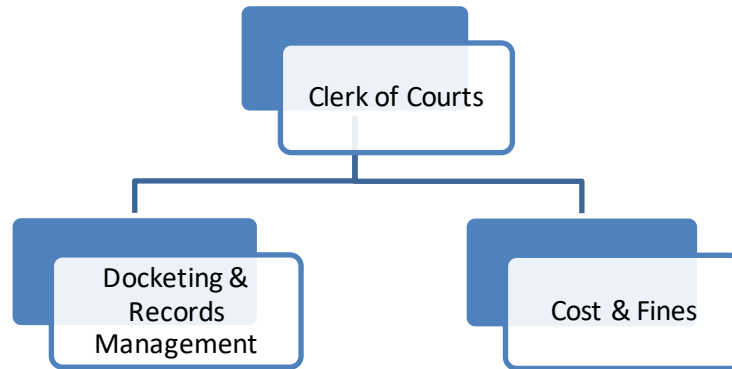 Clerk of Courts
Docketing &
Records
Management
Cost & Fines